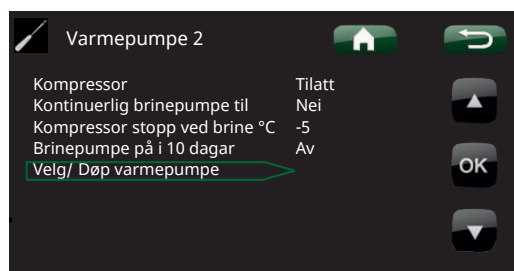 Varmepumpe 2
Kompressor Tilatt
Kontinuerlig brinepumpe til Nei
Kompressor stopp ved brine °C -5
Brinepumpe på i 10 dagar Av
Velg/ Døp varmepumpe
OK